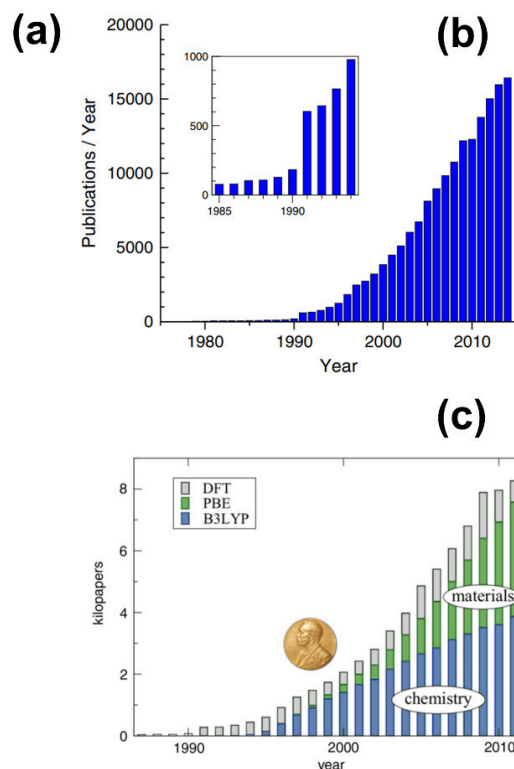 (a)
(b)
20000
15000
10000
5000
0
Publications / Year
1000
500
0
1985
1990
1980
1990
2000
2010
Year
(c)
8
6
4
2
0
kilopapers
DFT
PBE
B3LYP
materials
chemistry
1990
2000
2010
year